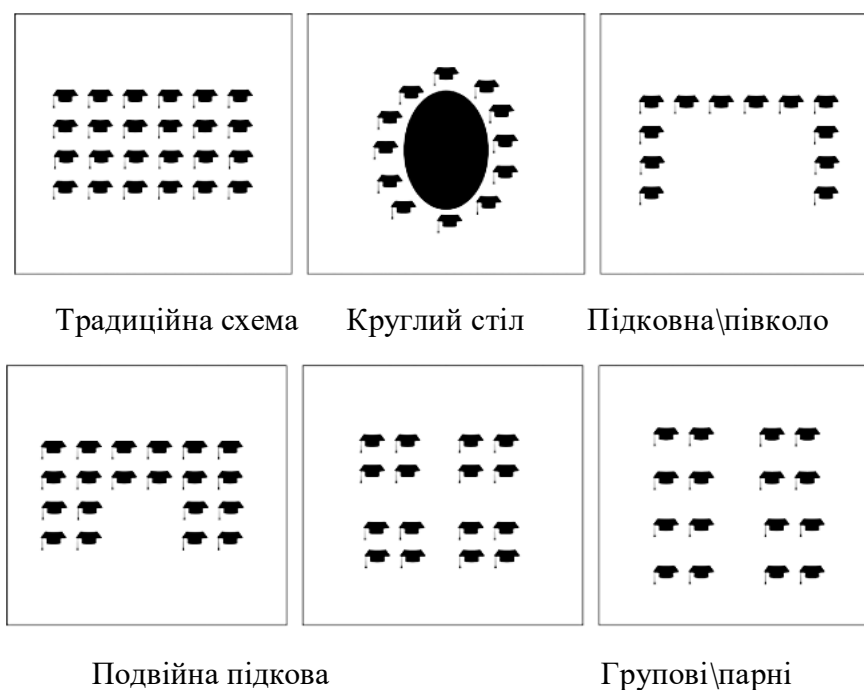 Традиційна схема Круглий стіл Підковна\півколо
Подвійна підкова Групові\парні